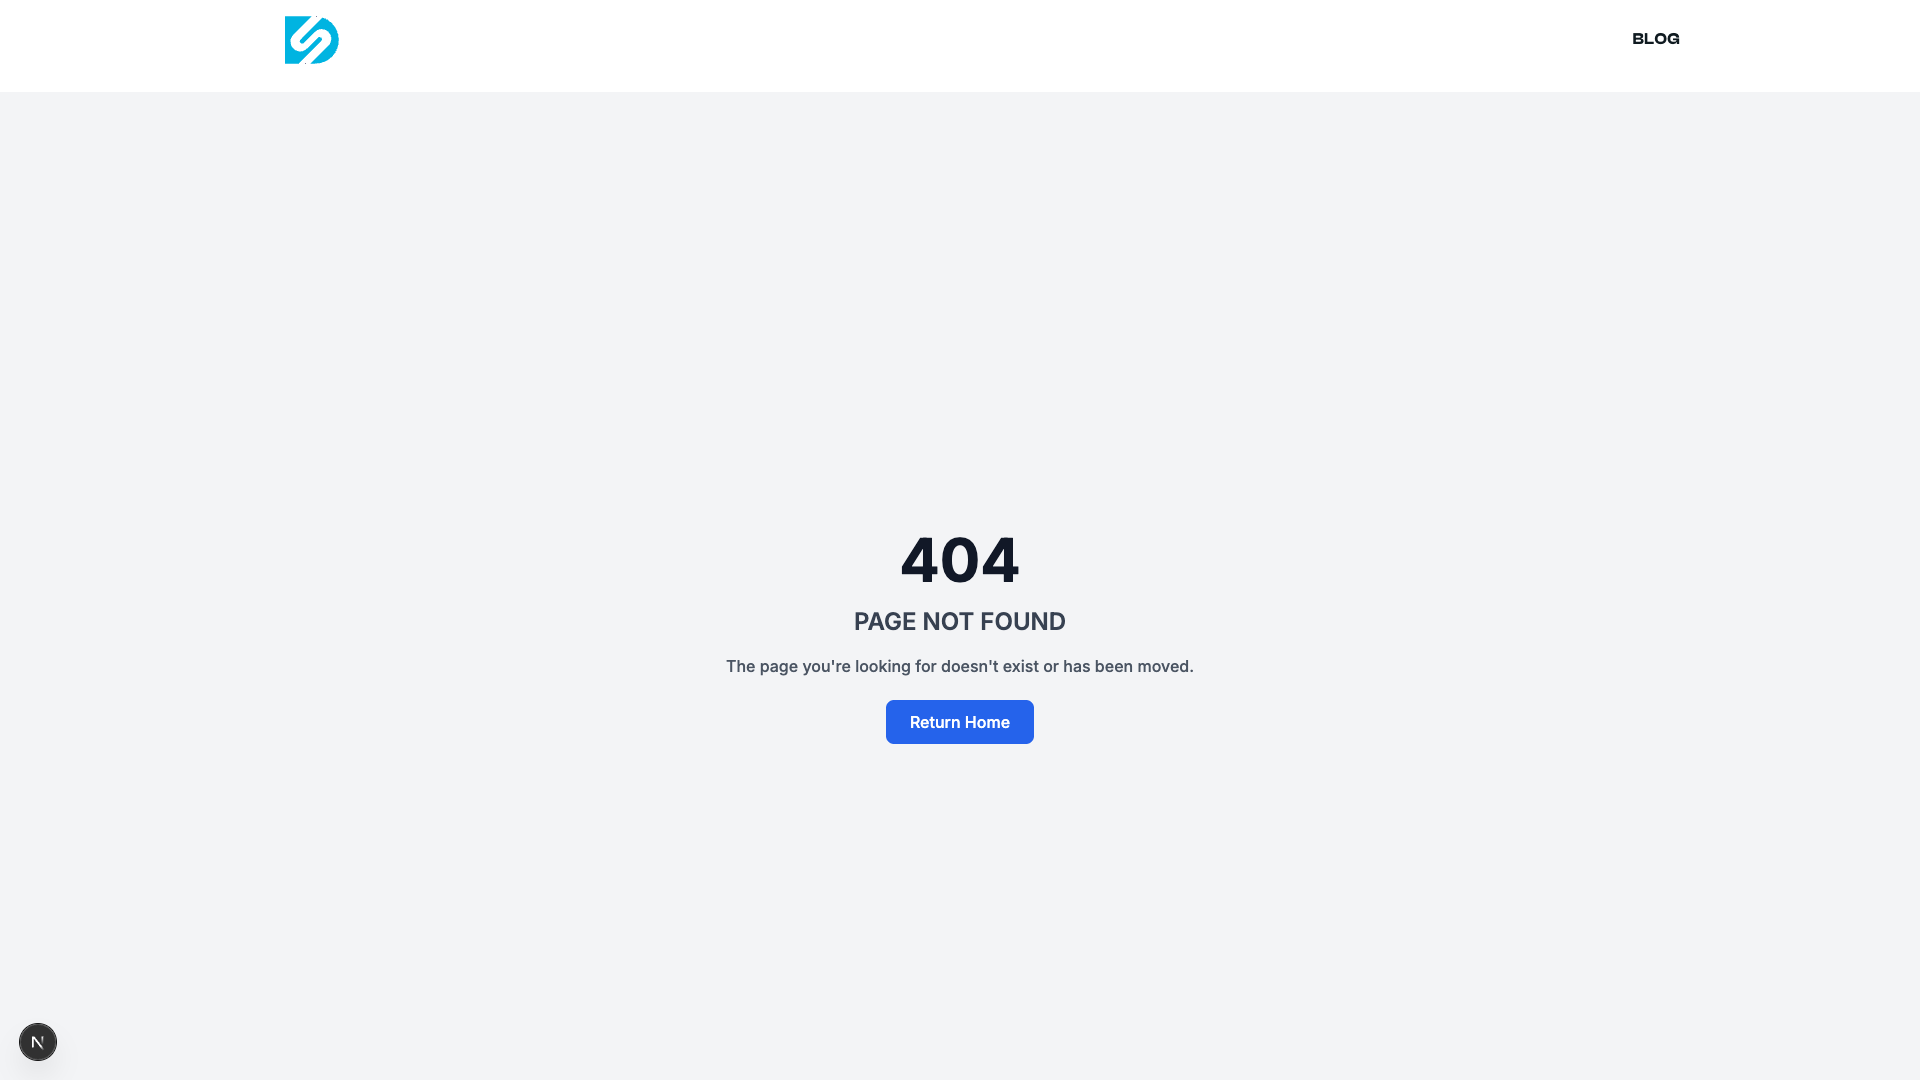 BLOG
404
PAGE NOT FOUND
The page you're looking for doesn't exist or has been moved.
Return Home
N